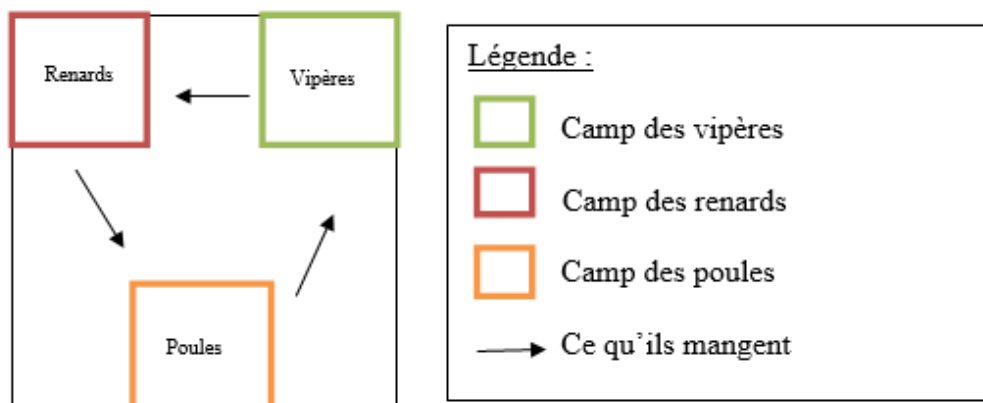 Renards
Vipères
Poules
Légende :
Camp des vipères
Camp des renards
Camp des poules
Ce qu'ils mangent